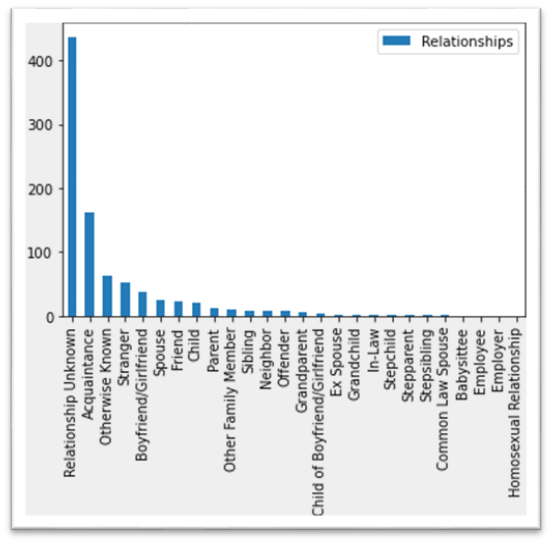 Relationships
400
300
200
100
0
Relationship Unknown
Acquaintance
Otherwise Known
Stranger
Boyfriend/Girlfriend
Spouse
Friend
Child
Parent
Other Family Member
Sibling
Neighbor
Offender
Grandparent
Child of Boyfriend/Girlfriend
Ex Spouse
Grandchild
In-Law
Stepchild
Stepparent
Stepsibling
Common Law Spouse
Babysittee
Employee
Employer
Homosexual Relationship